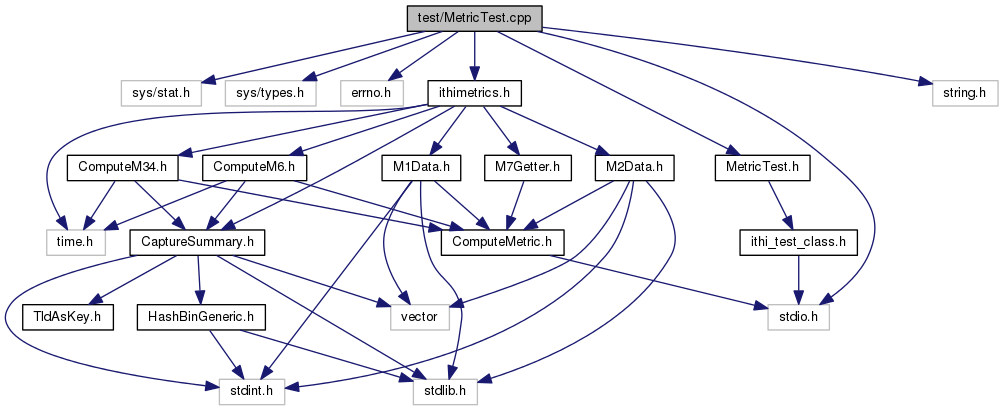 test/MetricTest.cpp
sys/stat.h
sys/types.h
errno.h
ithimetrics.h
string.h
ComputeM34.h
ComputeM6.h
M1Data.h
M7Getter.h
M2Data.h
MetricTest.h
time.h
CaptureSummary.h
ComputeMetric.h
ithi_test_class.h
TldAsKey.h
HashBinGeneric.h
vector
stdio.h
stdint.h
stdlib.h